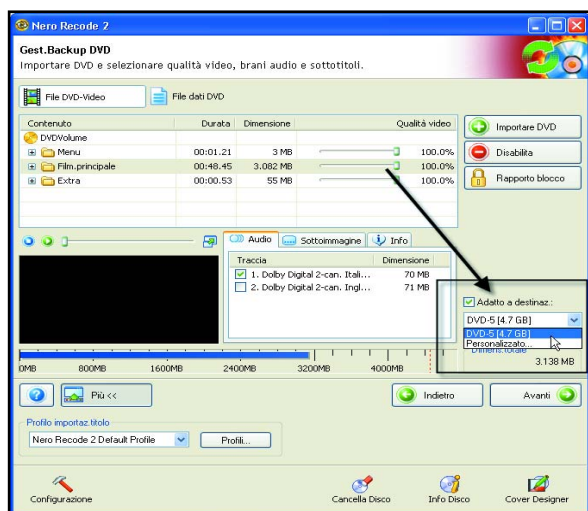 Nero Recode 2
Gest.Backup DVD
Importare DVD e selezionare qualità video, brani audio e sottotitoli.
File DVD-Video File dati DVD
Contenuto Durata Dimensione Qualità video
DVDVolume
Menu 00:01.21 3 MB 100.0%
Film.principale 00:48.45 3.082 MB 100.0%
Extra 00:00.53 55 MB 100.0%
Importare DVD
Disabilita
Rapporto blocco
Audio Sottoimmagine Info
Traccia Dimensione
1. Dolby Digital 2-can. Itali... 70 MB
2. Dolby Digital 2-can. Ingl... 71 MB
Adatto a destinaz.:
DVD-5 [4.7 GB]
DVD-5 [4.7 GB]
Personalizzato...
Dimens.totale
3.138 MB
0MB 800MB 1600MB 2400MB 3200MB 4000MB
Più << Indietro Avanti
Profilo importaz.titolo
Nero Recode 2 Default Profile Profili...
Configurazione Cancella Disco Info Disco Cover Designer